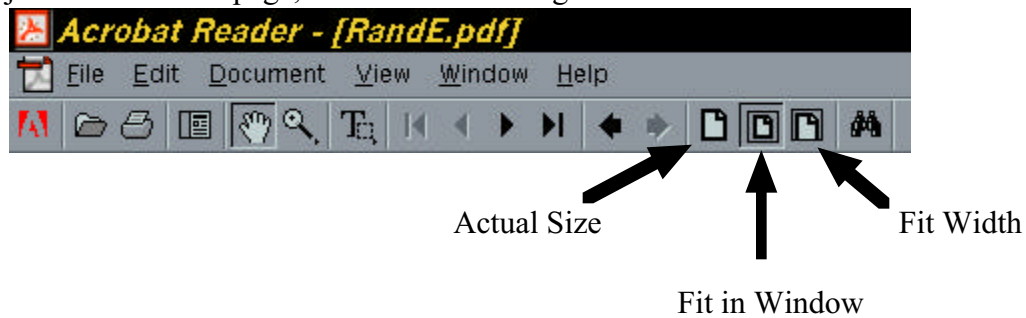 Acrobat Reader - [RandE.pdf]
File Edit Document View Window Help
Actual Size
Fit Width
Fit in Window